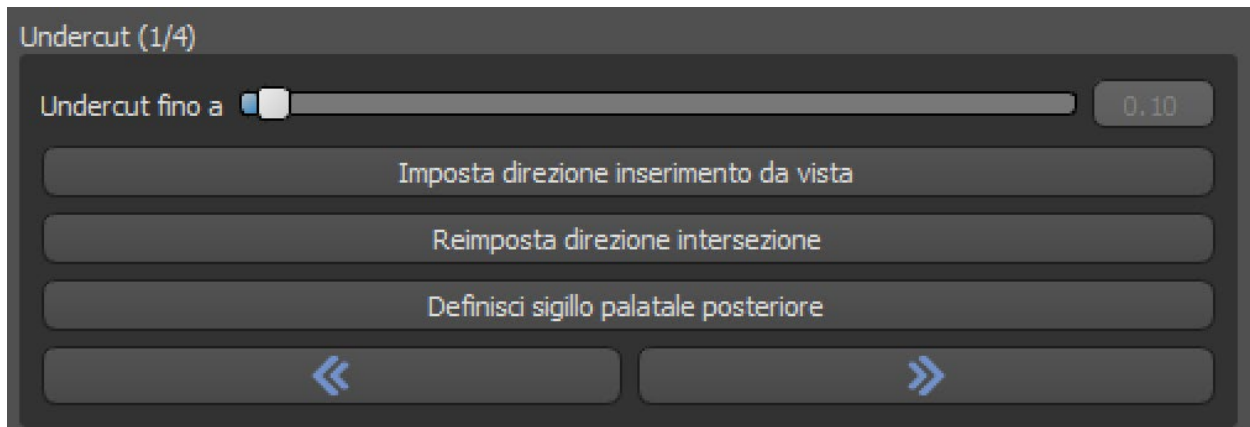 Undercut (1/4)
Undercut fino a 0.10
Imposta direzione inserimento da vista
Reimposta direzione intersezione
Definisci sigillo palatale posteriore